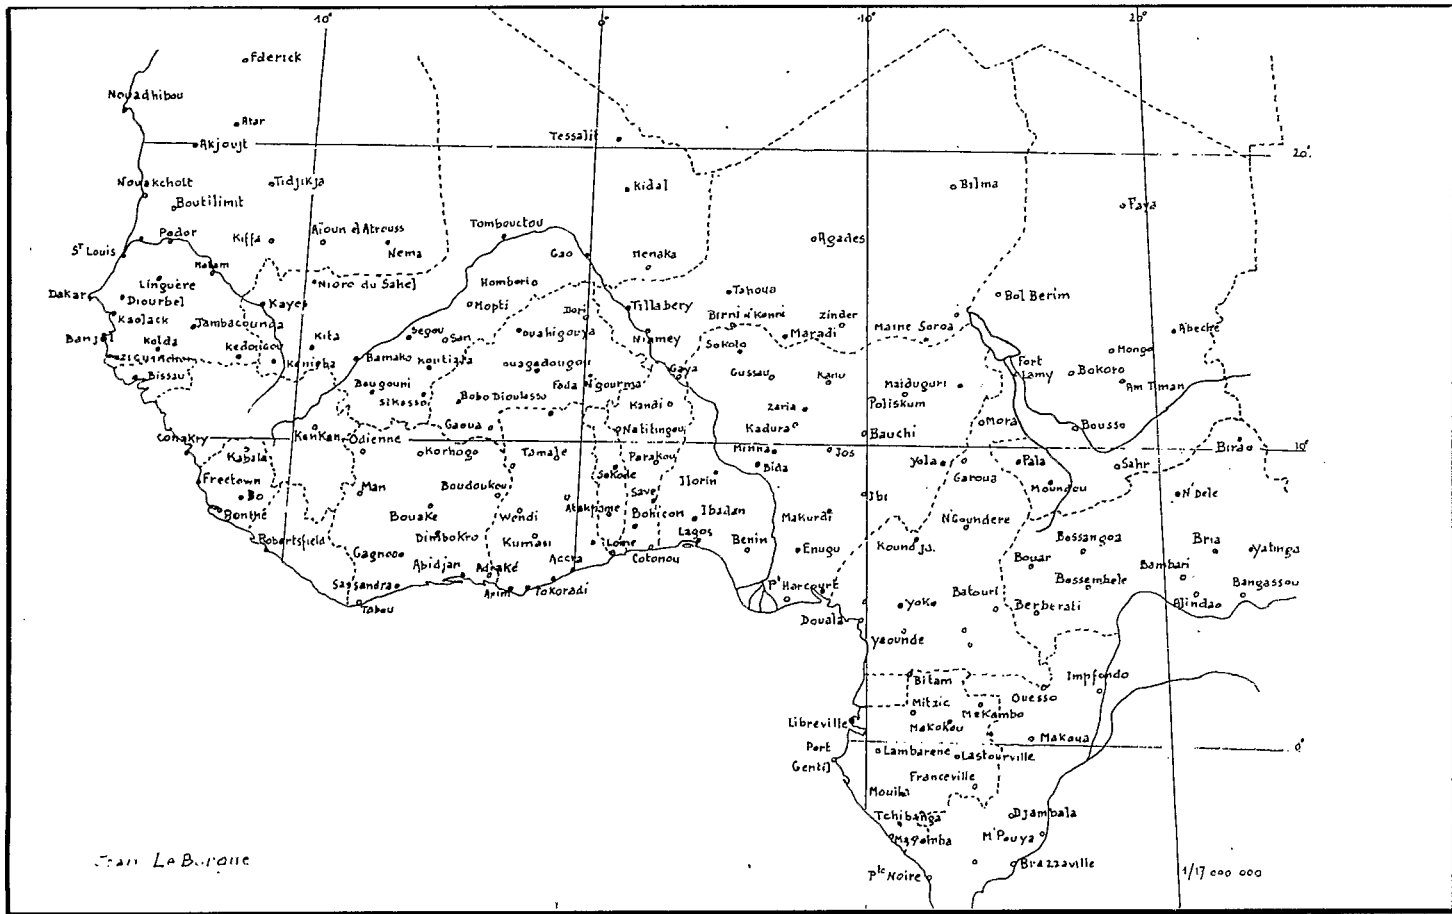 10°
0°
10°
20°
Fderick
Nouadhibou
Atar
Akjoujt
Tessalit
20°
Nouakchott
Tidjikja
Boutilimit
Kidal
Bilma
Faya
Podor
Kiffa
Aïoun el Atrouss
Nema
Tombouctou
Gao
Menaka
Agades
St Louis
Matam
Linguère
Nioro du Sahel
Homborio
Tahoua
Bol Berim
Dakar
Diourbel
Kayes
Mopti
Dori
Tillabery
Birni n'Konni
Zinder
Kaolack
Tambacounda
Kita
Segou
San
Ouahigouya
Niamey
Maradi
Maine Soroa
Abeche
Banjul
Kolda
Ziguinchor
Kedougou
Kenieba
Bamako
Koutiala
Ouagadougou
Sokoto
Mongo
Bissau
Bougouni
Sikasso
Fada N'gourma
Gaya
Gussau
Kano
Fort
Lamy
Bokoro
Am Timan
Bobo Dioulasso
Kandi
Zaria
Maiduguri
Potiskum
Conakry
KanKan
Odienne
Gaoua
Natitingou
Kadura
Bauchi
Mora
Bousso
10°
Kabala
Korhogo
Tamale
Parakou
Minna
Jos
Yola
Pala
Sahr
Birao
Freetown
Bo
Man
Boudoukou
Sokode
Save
Ilorin
Bida
Ibi
Garoua
Moundou
N'Dele
Bonthe
Bouake
Wendi
Atakpame
Bohicon
Ibadan
Makurdi
NGoundere
Robertsfield
Gagnoa
Dimbokro
Kumasi
Lome
Lagos
Benin
Enugu
Kounoja.
Bouar
Bossangoa
Bria
Yalinga
Sassandra
Abidjan
Adiaké
Accra
Cotonou
Bossembele
Bambari
Bangassou
Tabou
Axim
Tokoradi
Pt Harcourt
Yoko
Batouri
Berberati
Alindao
Douala
Yaounde
Bitam
Ouesso
Impfondo
Mitzic
MeKambo
Libreville
Makokou
Makoua
0°
Port
Gentil
Lambarene
Lastourville
Franceville
Mouila
Tchibanga
Djambala
Mayomba
M'Pouya
Brazzaville
Pte Noire
Jean Le Borgne
1/17 000 000